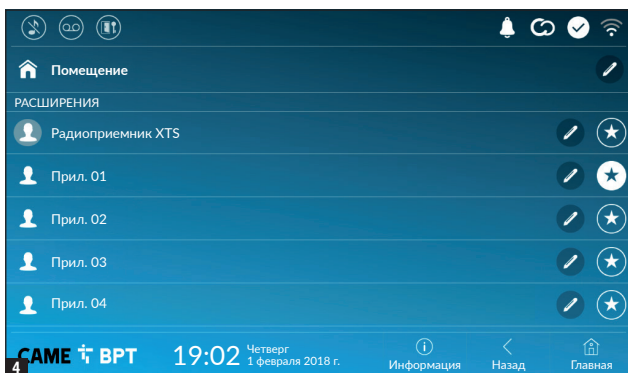 Помещение
РАСШИРЕНИЯ
Радиоприемник XTS
Прил. 01
Прил. 02
Прил. 03
Прил. 04
CAME BPT
19:02
Четверг
1 февраля 2018 г.
Информация
Назад
Главная
4